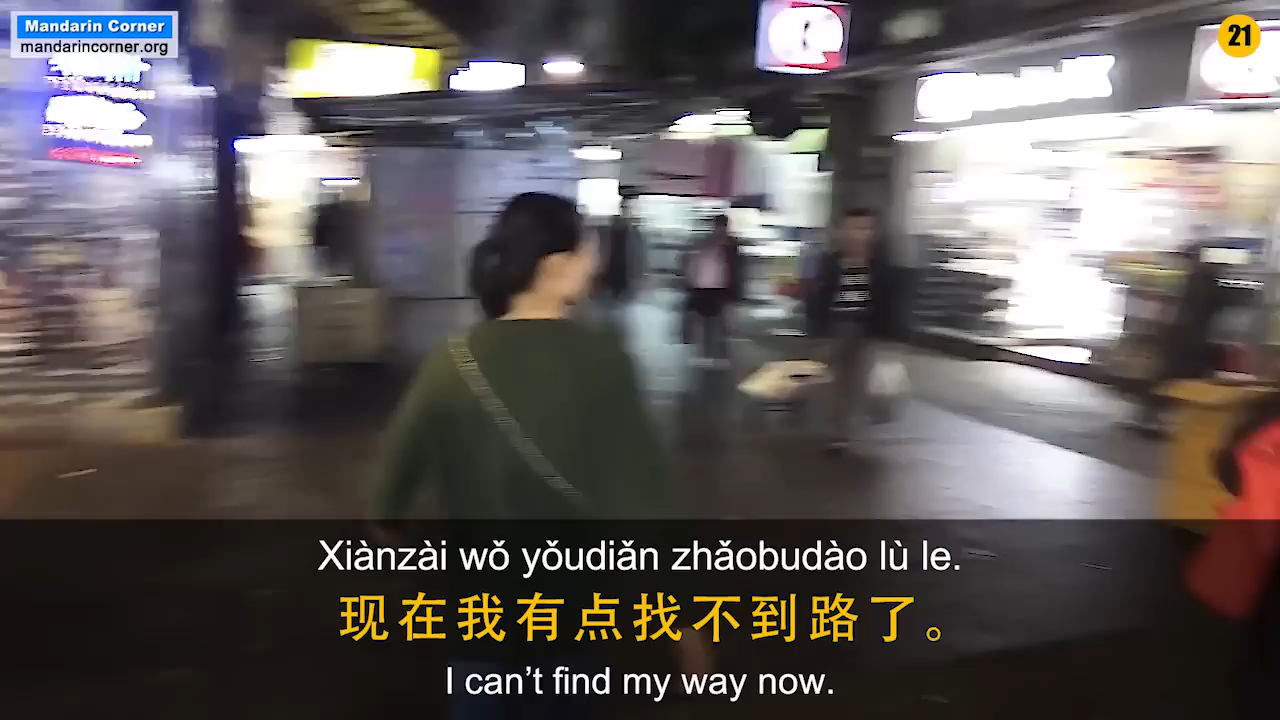 Mandarin Corner
mandarincorner.org
21
Xiànzài wǒ yǒudiǎn zhǎobudào lù le.
现在我有点找不到路了。
I can't find my way now.